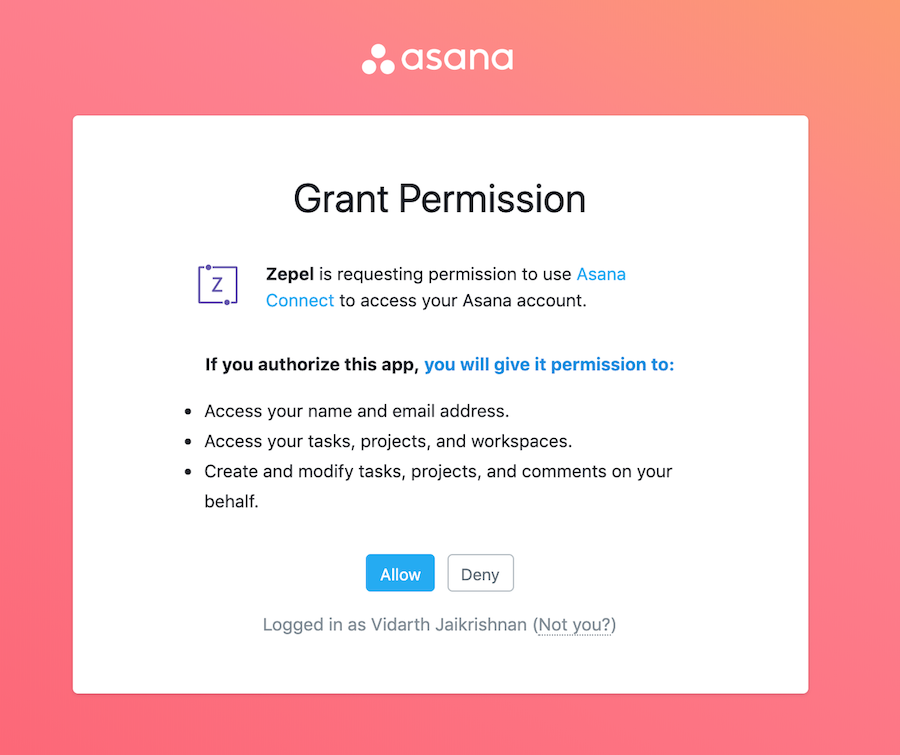 asana
Grant Permission
Z
Zepel is requesting permission to use Asana
Connect to access your Asana account.
If you authorize this app, you will give it permission to:
• Access your name and email address.
• Access your tasks, projects, and workspaces.
• Create and modify tasks, projects, and comments on your
behalf.
Allow Deny
Logged in as Vidarth Jaikrishnan (Not you?)